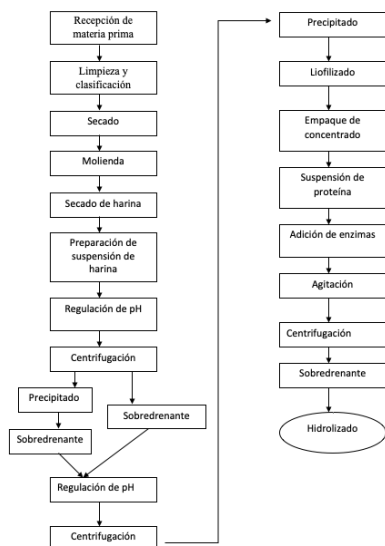 Recepción de
materia prima
Limpieza y
clasificación
Secado
Molienda
Secado de harina
Preparación de
suspensión de
harina
Regulación de pH
Centrifugación
Precipitado
Sobredrenante
Sobredrenante
Regulación de pH
Centrifugación
Precipitado
Liofilizado
Empaque de
concentrado
Suspensión de
proteína
Adición de enzimas
Agitación
Centrifugación
Sobredrenante
Hidrolizado